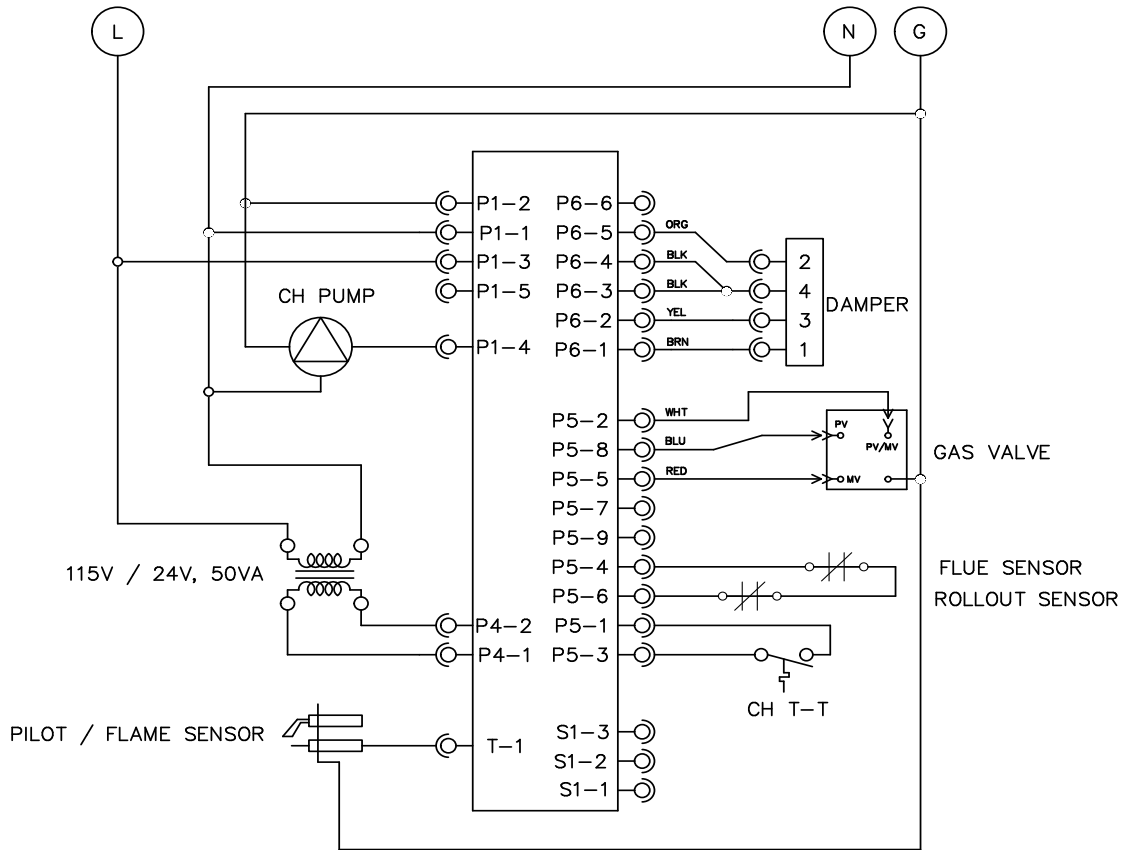 L
N
G
P1-2
P6-6
P1-1
P6-5
ORG
P1-3
P6-4
BLK
2
P1-5
P6-3
BLK
4
CH PUMP
DAMPER
P6-2
YEL
3
P1-4
P6-1
BRN
1
P5-2
WHT
PV
PV/MV
P5-8
BLU
GAS VALVE
P5-5
RED
MV
P5-7
P5-9
115V / 24V, 50VA
P5-4
FLUE SENSOR
P5-6
ROLLOUT SENSOR
P4-2
P5-1
P4-1
P5-3
CH T-T
PILOT / FLAME SENSOR
T-1
S1-3
S1-2
S1-1